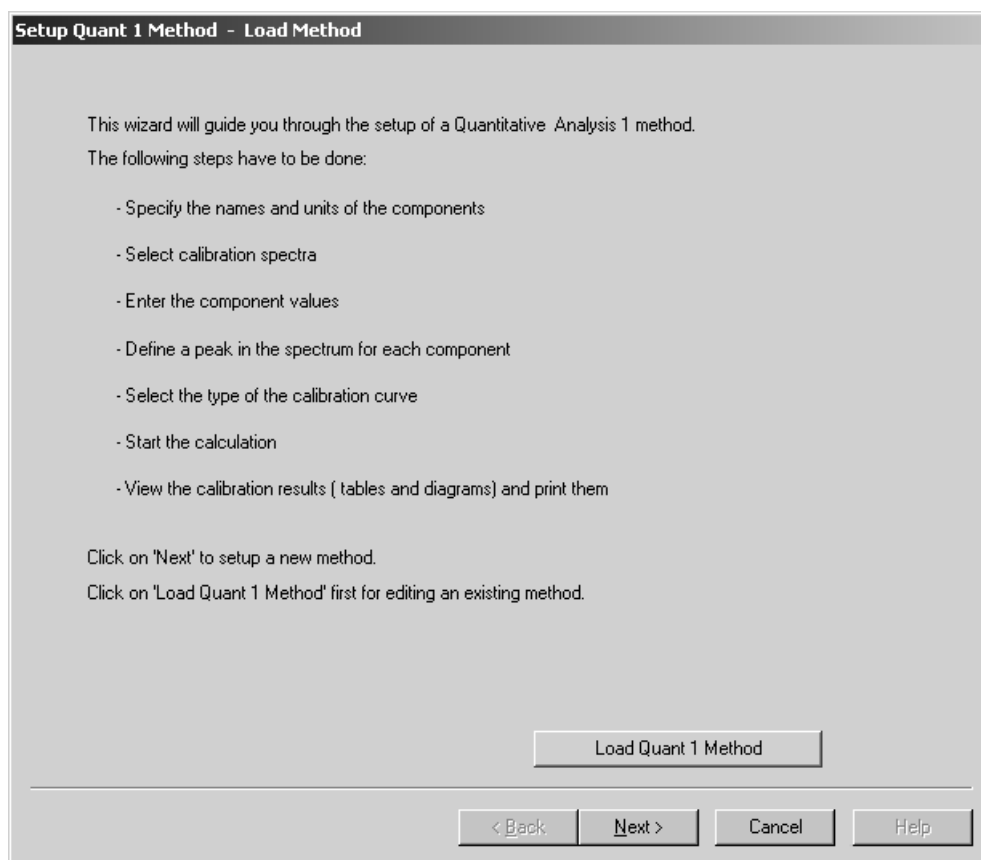 Setup Quant 1 Method - Load Method
This wizard will guide you through the setup of a Quantitative Analysis 1 method.
The following steps have to be done:
- Specify the names and units of the components
- Select calibration spectra
- Enter the component values
- Define a peak in the spectrum for each component
- Select the type of the calibration curve
- Start the calculation
- View the calibration results ( tables and diagrams) and print them
Click on 'Next' to setup a new method.
Click on 'Load Quant 1 Method' first for editing an existing method.
Load Quant 1 Method
< Back Next > Cancel Help